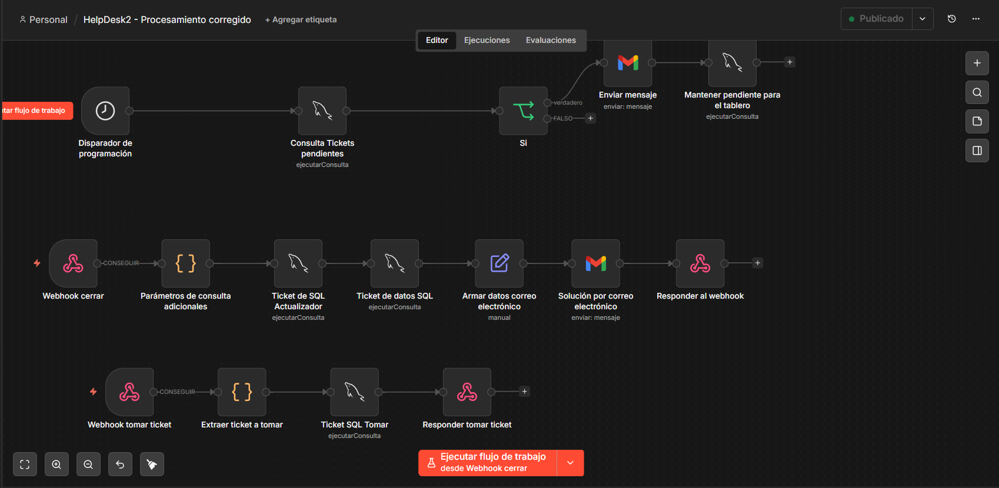 Personal / HelpDesk2 - Procesamiento corregido + Agregar etiqueta
Publicado
Editor Ejecuciones Evaluaciones
utar flujo de trabajo
Disparador de
programación
Consulta Tickets
pendientes
ejecutarConsulta
verdadero
FALSO
Si
Enviar mensaje
enviar: mensaje
Mantener pendiente para
el tablero
ejecutarConsulta
CONSEGUIR
Webhook cerrar
Parámetros de consulta
adicionales
Ticket de SQL
Actualizador
ejecutarConsulta
Ticket de datos SQL
ejecutarConsulta
Armar datos correo
electrónico
manual
Solución por correo
electrónico
enviar: mensaje
Responder al webhook
CONSEGUIR
Webhook tomar ticket
Extraer ticket a tomar
Ticket SQL Tomar
ejecutarConsulta
Responder tomar ticket
Ejecutar flujo de trabajo
desde Webhook cerrar